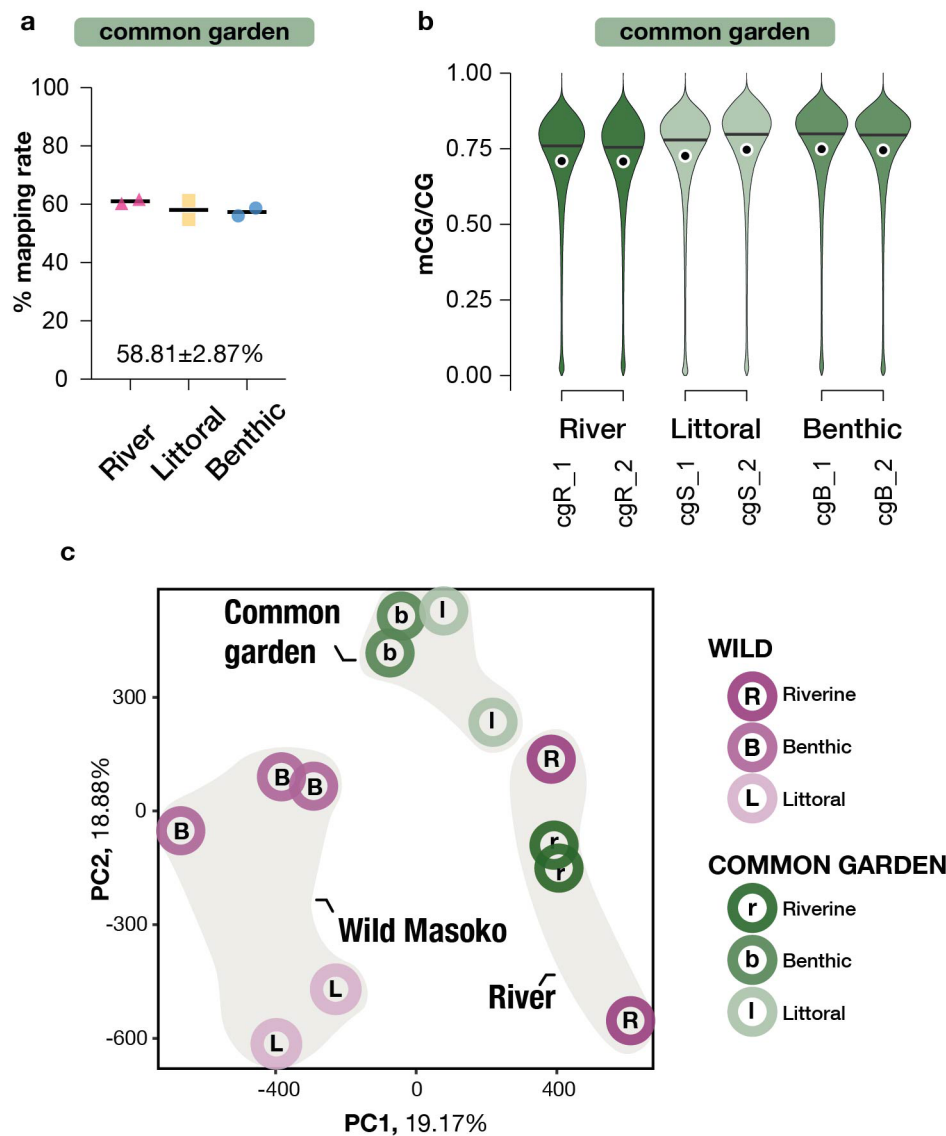 a
common garden
100
80
60
40
20
0
% mapping rate
58.81±2.87%
River
Littoral
Benthic
b
common garden
1.00
0.75
0.50
0.25
0.00
mCG/CG
River
Littoral
Benthic
cgR_1
cgR_2
cgS_1
cgS_2
cgB_1
cgB_2
c
Common
garden
b
l
b
l
R
B
B
B
r
r
Wild Masoko
L
River
R
L
300
0
-300
-600
PC2, 18.88%
-400
0
400
PC1, 19.17%
WILD
R Riverine
B Benthic
L Littoral
COMMON GARDEN
r Riverine
b Benthic
l Littoral